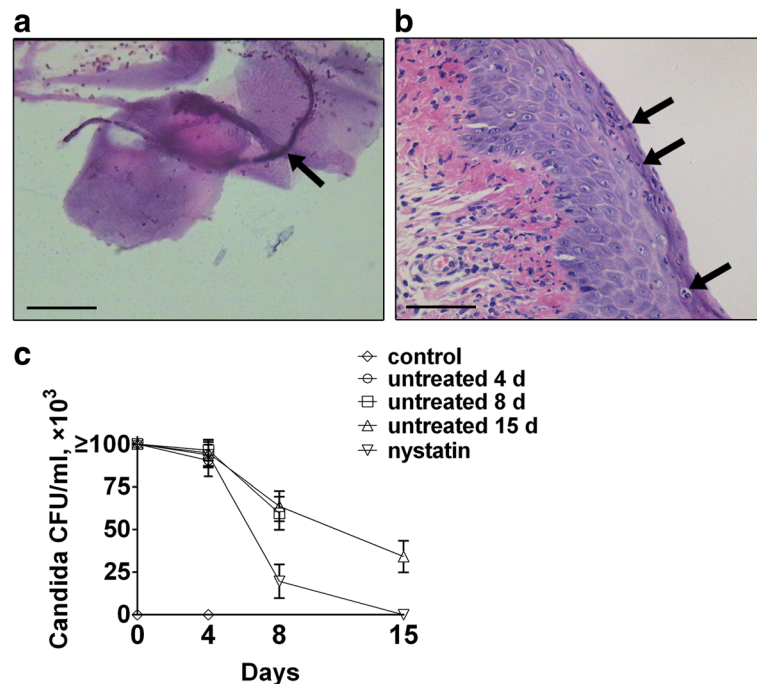 a
b
c
control
untreated 4 d
untreated 8 d
untreated 15 d
nystatin
Candida CFU/ml, ×10³
≥100
75
50
25
0
0 4 8 15
Days